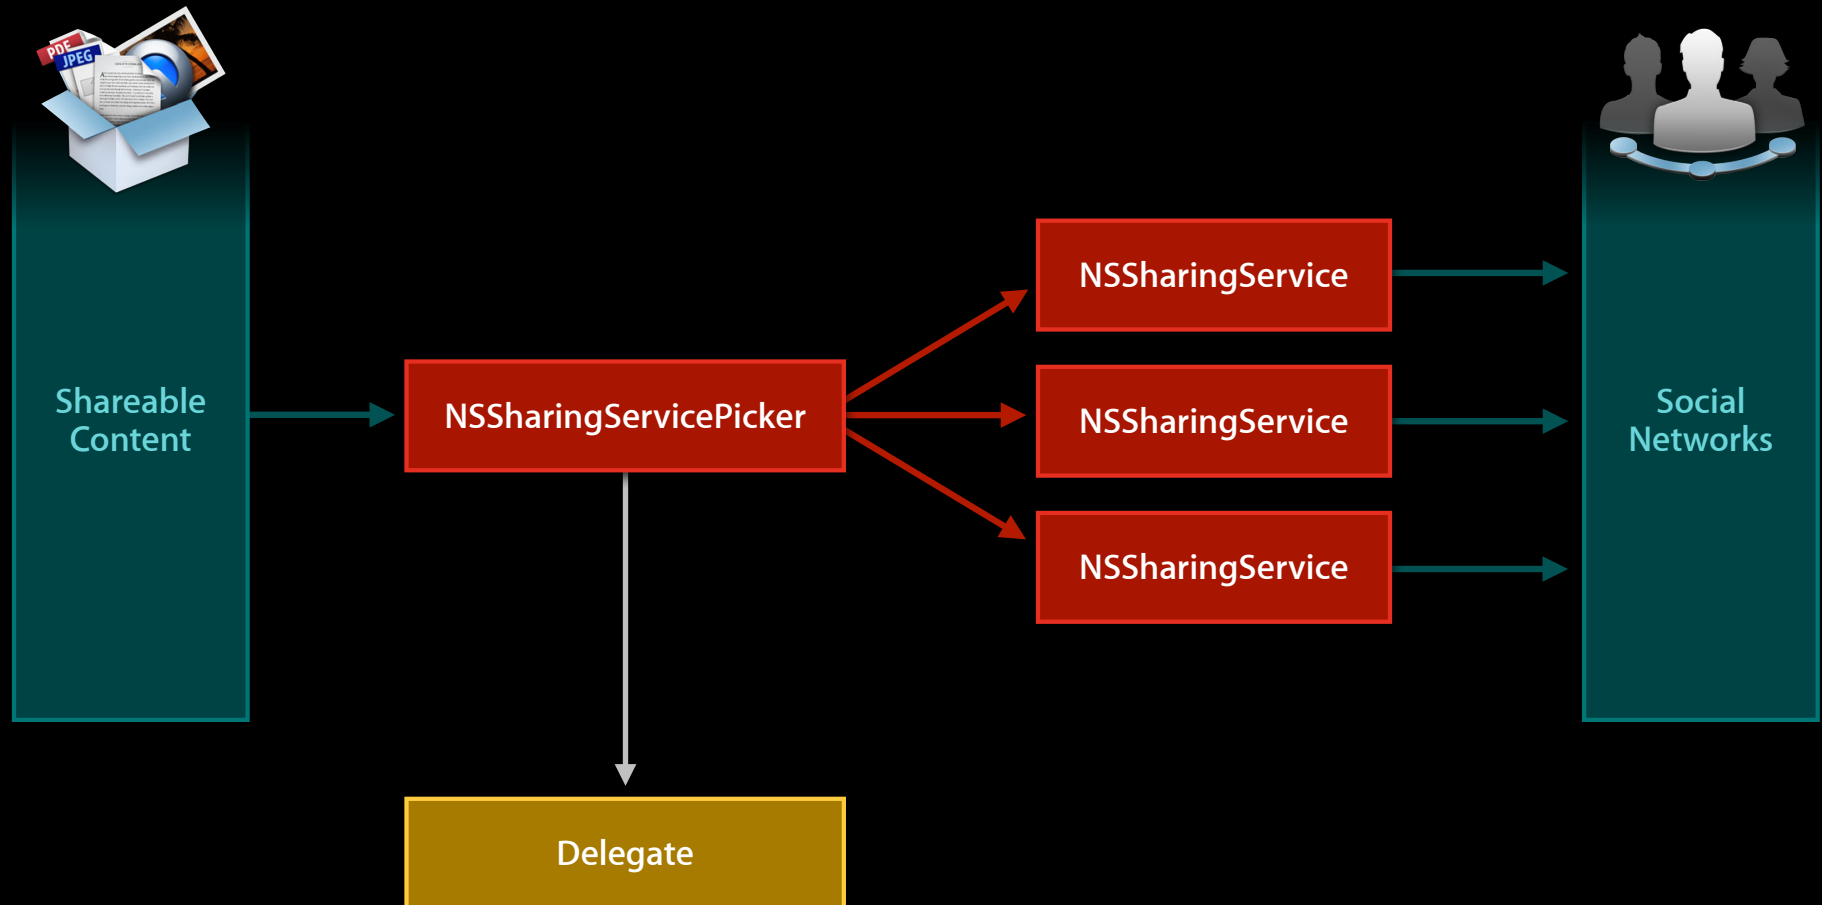 PDF
JPEG
Shareable
Content
NSSharingServicePicker
NSSharingService
NSSharingService
NSSharingService
Social
Networks
Delegate